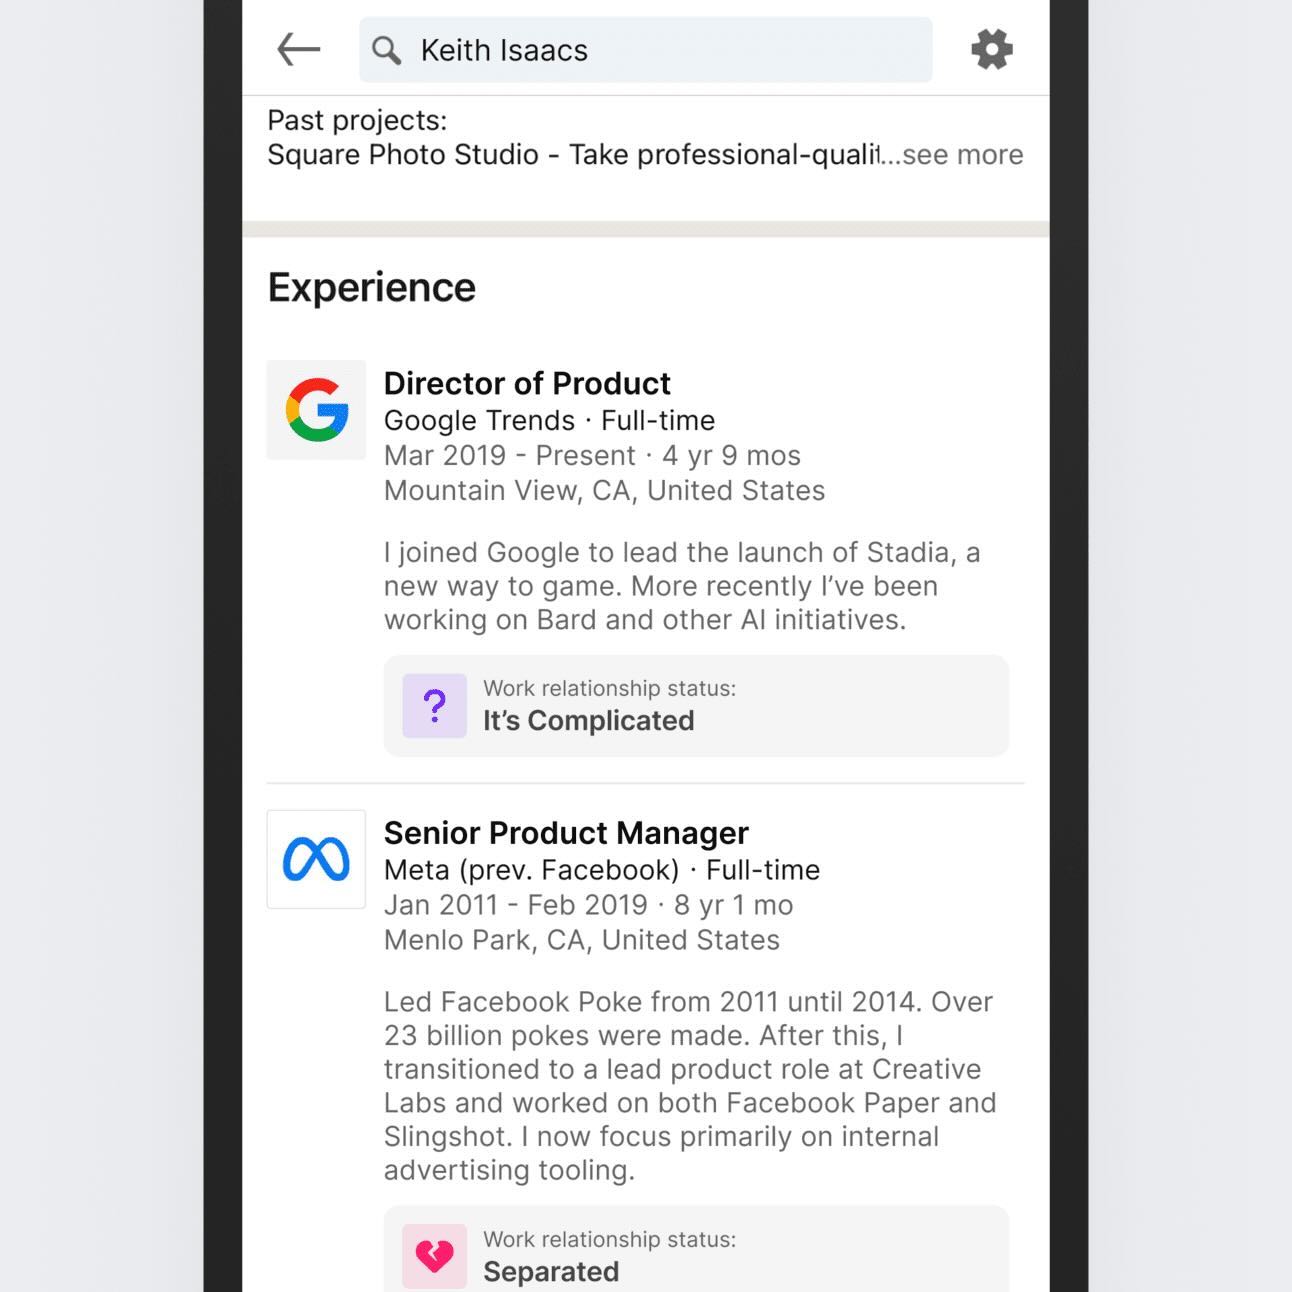 Keith Isaacs
Past projects:
Square Photo Studio - Take professional-qualit...see more
Experience
Director of Product
Google Trends · Full-time
Mar 2019 - Present · 4 yr 9 mos
Mountain View, CA, United States
I joined Google to lead the launch of Stadia, a
new way to game. More recently I’ve been
working on Bard and other AI initiatives.
Work relationship status:
It’s Complicated
Senior Product Manager
Meta (prev. Facebook) · Full-time
Jan 2011 - Feb 2019 · 8 yr 1 mo
Menlo Park, CA, United States
Led Facebook Poke from 2011 until 2014. Over
23 billion pokes were made. After this, I
transitioned to a lead product role at Creative
Labs and worked on both Facebook Paper and
Slingshot. I now focus primarily on internal
advertising tooling.
Work relationship status:
Separated